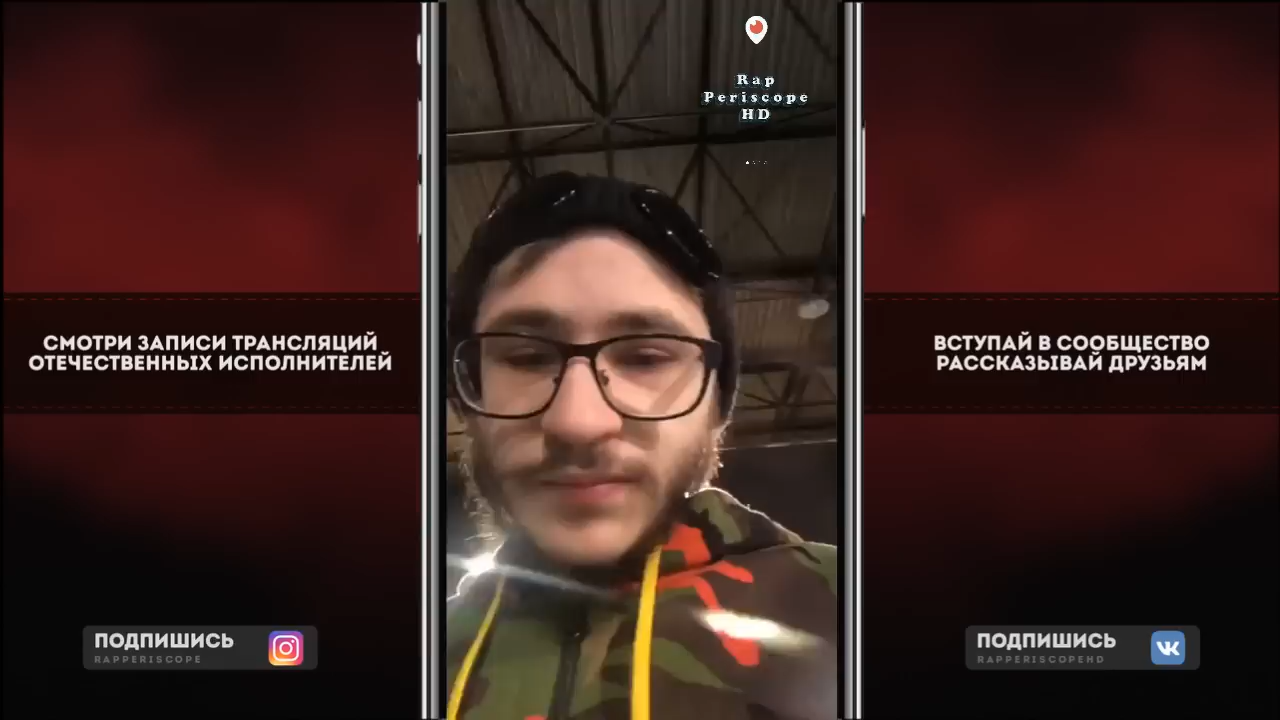 Rap
Periscope
HD
СМОТРИ ЗАПИСИ ТРАНСЛЯЦИЙ
ОТЕЧЕСТВЕННЫХ ИСПОЛНИТЕЛЕЙ
ВСТУПАЙ В СООБЩЕСТВО
РАССКАЗЫВАЙ ДРУЗЬЯМ
ПОДПИШИСЬ
RAPPERISCOPE
ПОДПИШИСЬ
RAPPERISCOPEHD